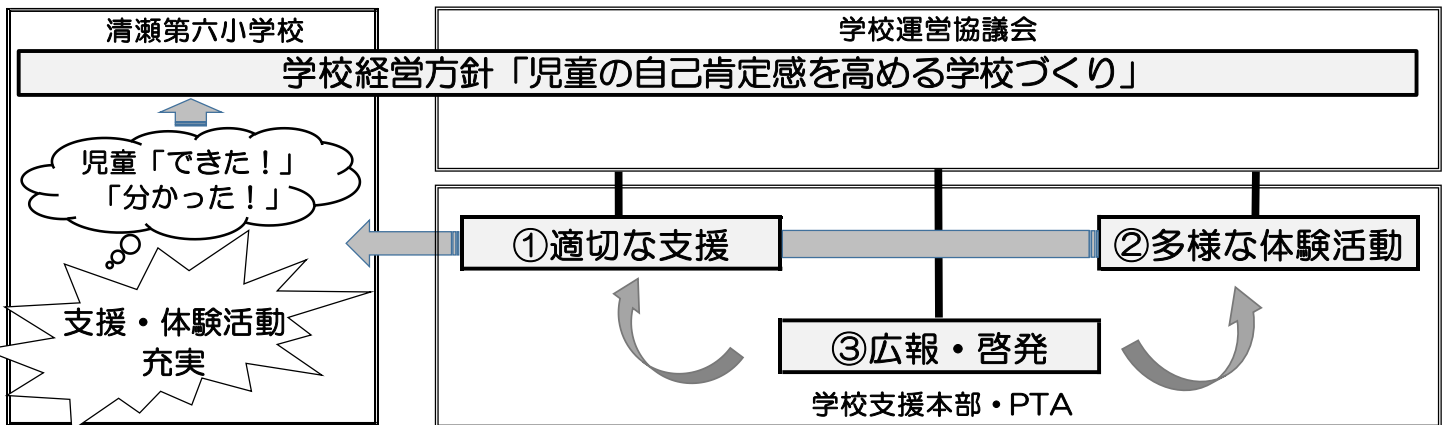 清瀬第六小学校
学校運営協議会
学校経営方針「児童の自己肯定感を高める学校づくり」
児童「できた！」
「分かった！」
①適切な支援
②多様な体験活動
支援・体験活動
充実
③広報・啓発
学校支援本部・PTA